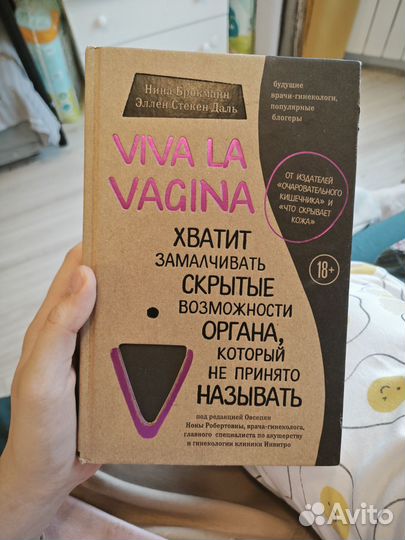 Нина Брокманн
Эллен Стёкен Даль
будущие
врачи-гинекологи,
популярные
блогеры
VIVA LA
VAGINA
ОТ ИЗДАТЕЛЕЙ
«ОЧАРОВАТЕЛЬНОГО
КИШЕЧНИКА» И
«ЧТО СКРЫВАЕТ
КОЖА»
18+
ХВАТИТ
ЗАМАЛЧИВАТЬ
СКРЫТЫЕ
ВОЗМОЖНОСТИ
ОРГАНА,
КОТОРЫЙ
НЕ ПРИНЯТО
НАЗЫВАТЬ
под редакцией Овсепян
Ноны Робертовны, врача-гинеколога,
главного специалиста по акушерству
и гинекологии клиники Инвитро
Avito